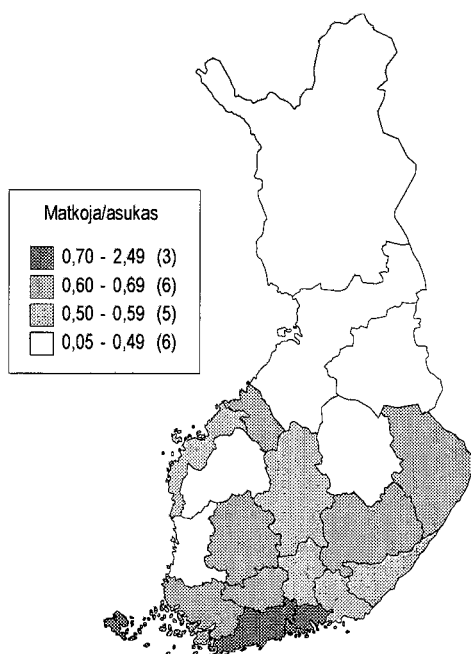 Matkoja/asukas
0,70 - 2,49 (3)
0,60 - 0,69 (6)
0,50 - 0,59 (5)
0,05 - 0,49 (6)